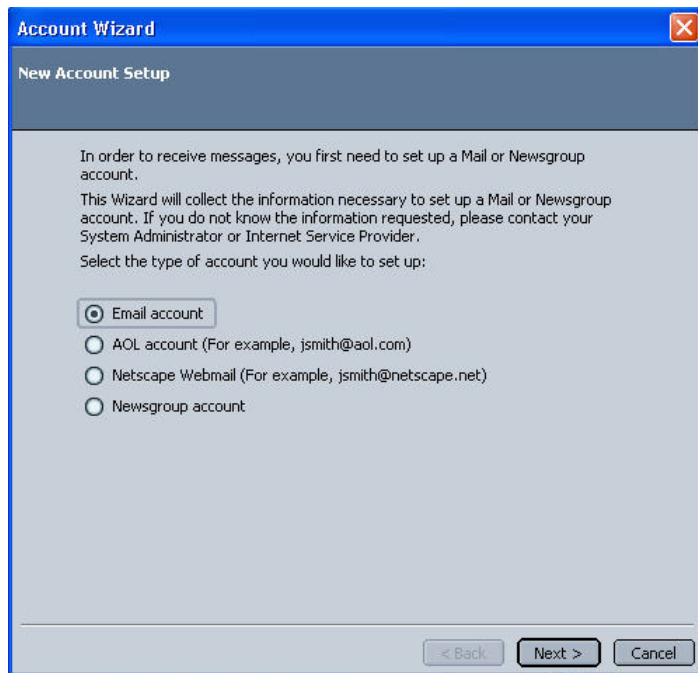 Account Wizard
New Account Setup
In order to receive messages, you first need to set up a Mail or Newsgroup
account.
This Wizard will collect the information necessary to set up a Mail or Newsgroup
account. If you do not know the information requested, please contact your
System Administrator or Internet Service Provider.
Select the type of account you would like to set up:
Email account
AOL account (For example, jsmith@aol.com)
Netscape Webmail (For example, jsmith@netscape.net)
Newsgroup account
< Back Next > Cancel